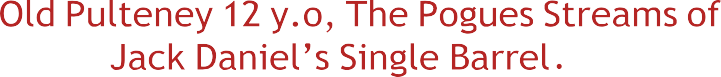 Old Pulteney 12 y.o, The Pogues Streams of
Jack Daniel’s Single Barrel.